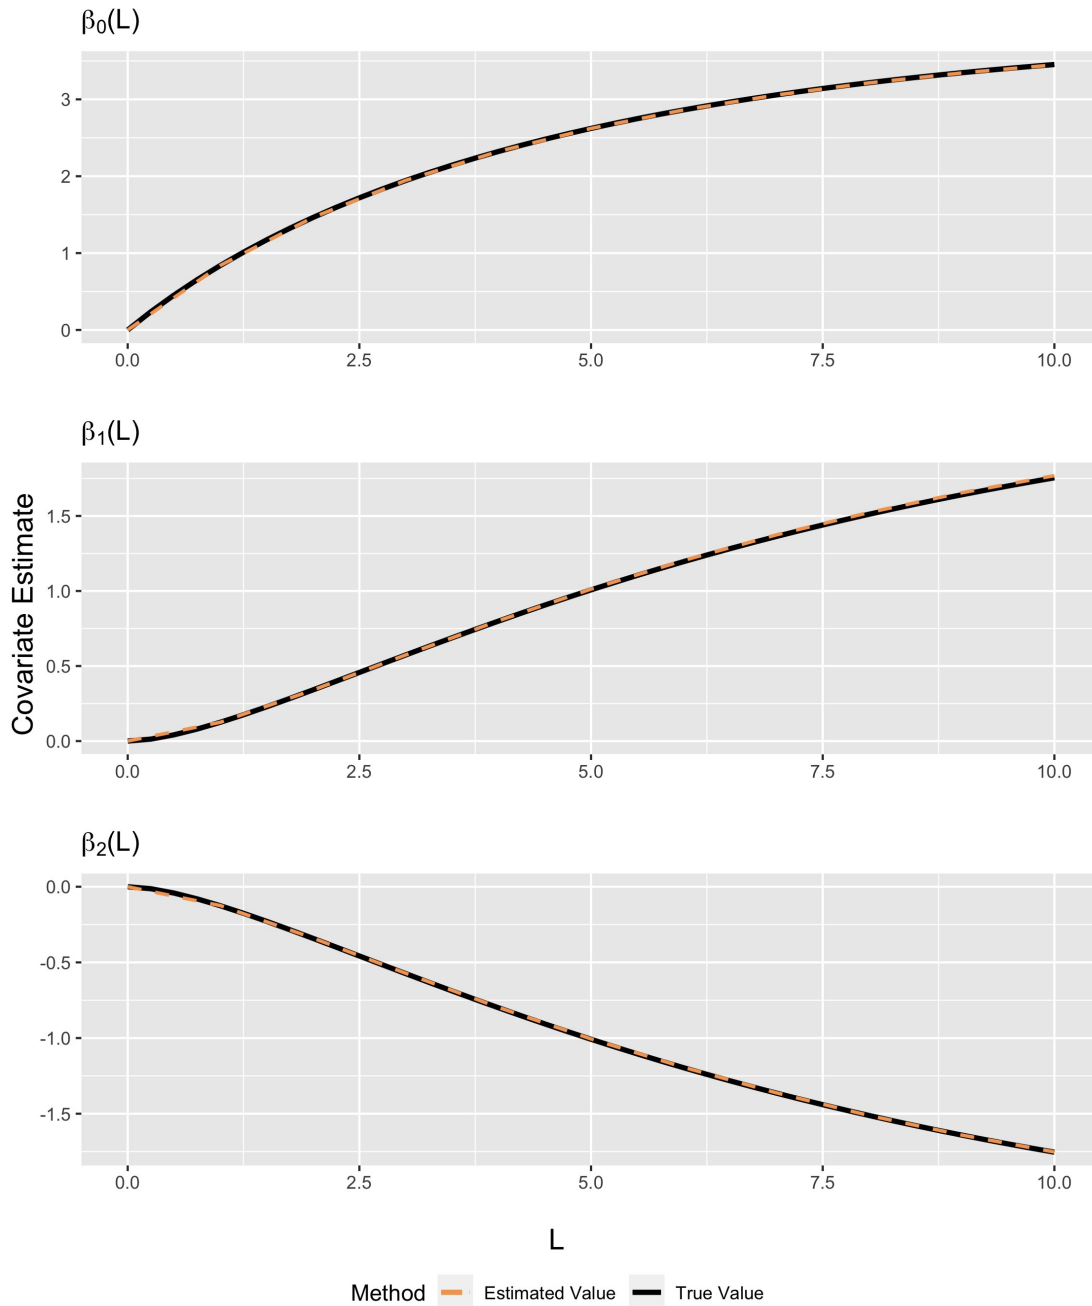 β₀(L)
3
2
1
0
0.0 2.5 5.0 7.5 10.0
β₁(L)
Covariate Estimate
1.5
1.0
0.5
0.0
0.0 2.5 5.0 7.5 10.0
β₂(L)
0.0
-0.5
-1.0
-1.5
0.0 2.5 5.0 7.5 10.0
L
Method Estimated Value True Value